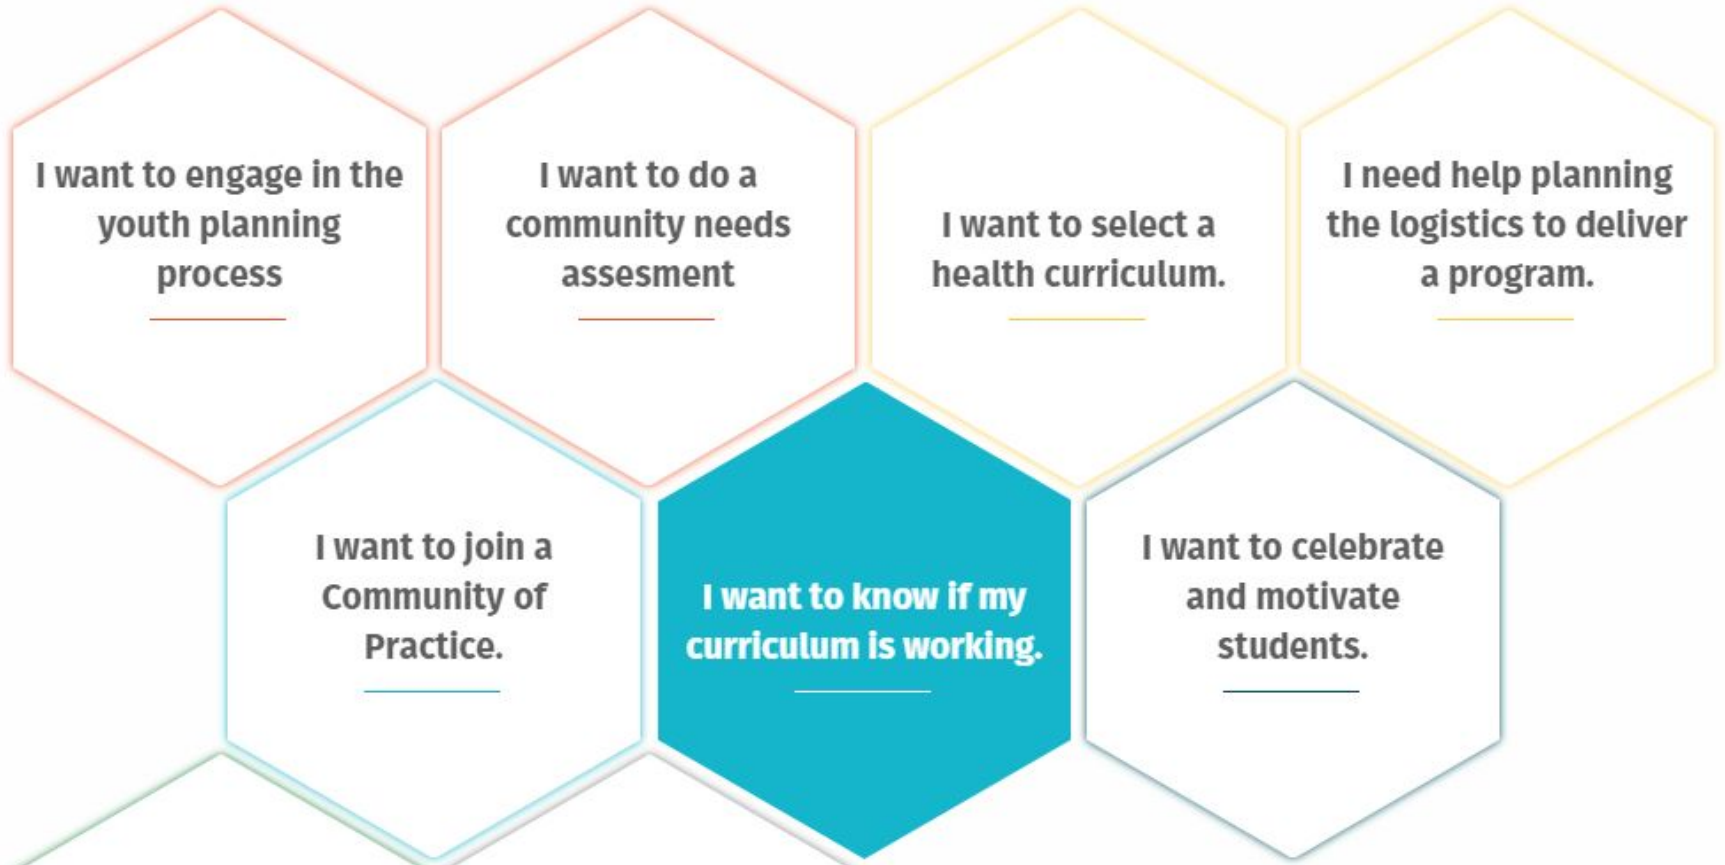 I want to engage in the
youth planning
process
I want to do a
community needs
assesment
I want to select a
health curriculum.
I need help planning
the logistics to deliver
a program.
I want to join a
Community of
Practice.
I want to know if my
curriculum is working.
I want to celebrate
and motivate
students.